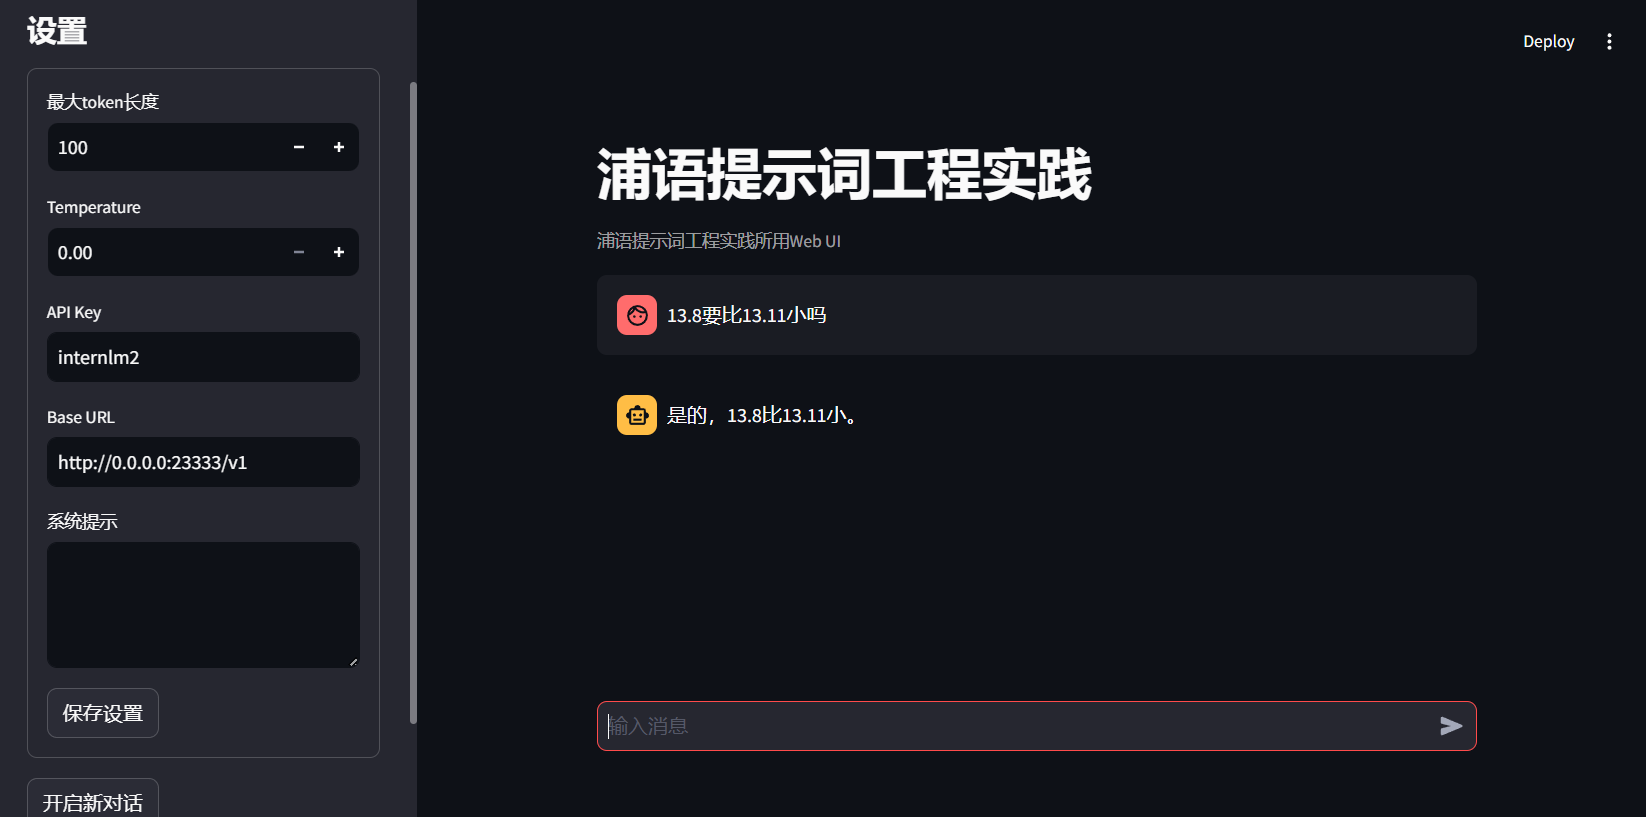 设置
最大token长度
100
Temperature
0.00
API Key
internlm2
Base URL
http://0.0.0.0:23333/v1
系统提示
保存设置
开启新对话
Deploy
浦语提示词工程实践
浦语提示词工程实践所用Web UI
13.8要比13.11小吗
是的，13.8比13.11小。
输入消息